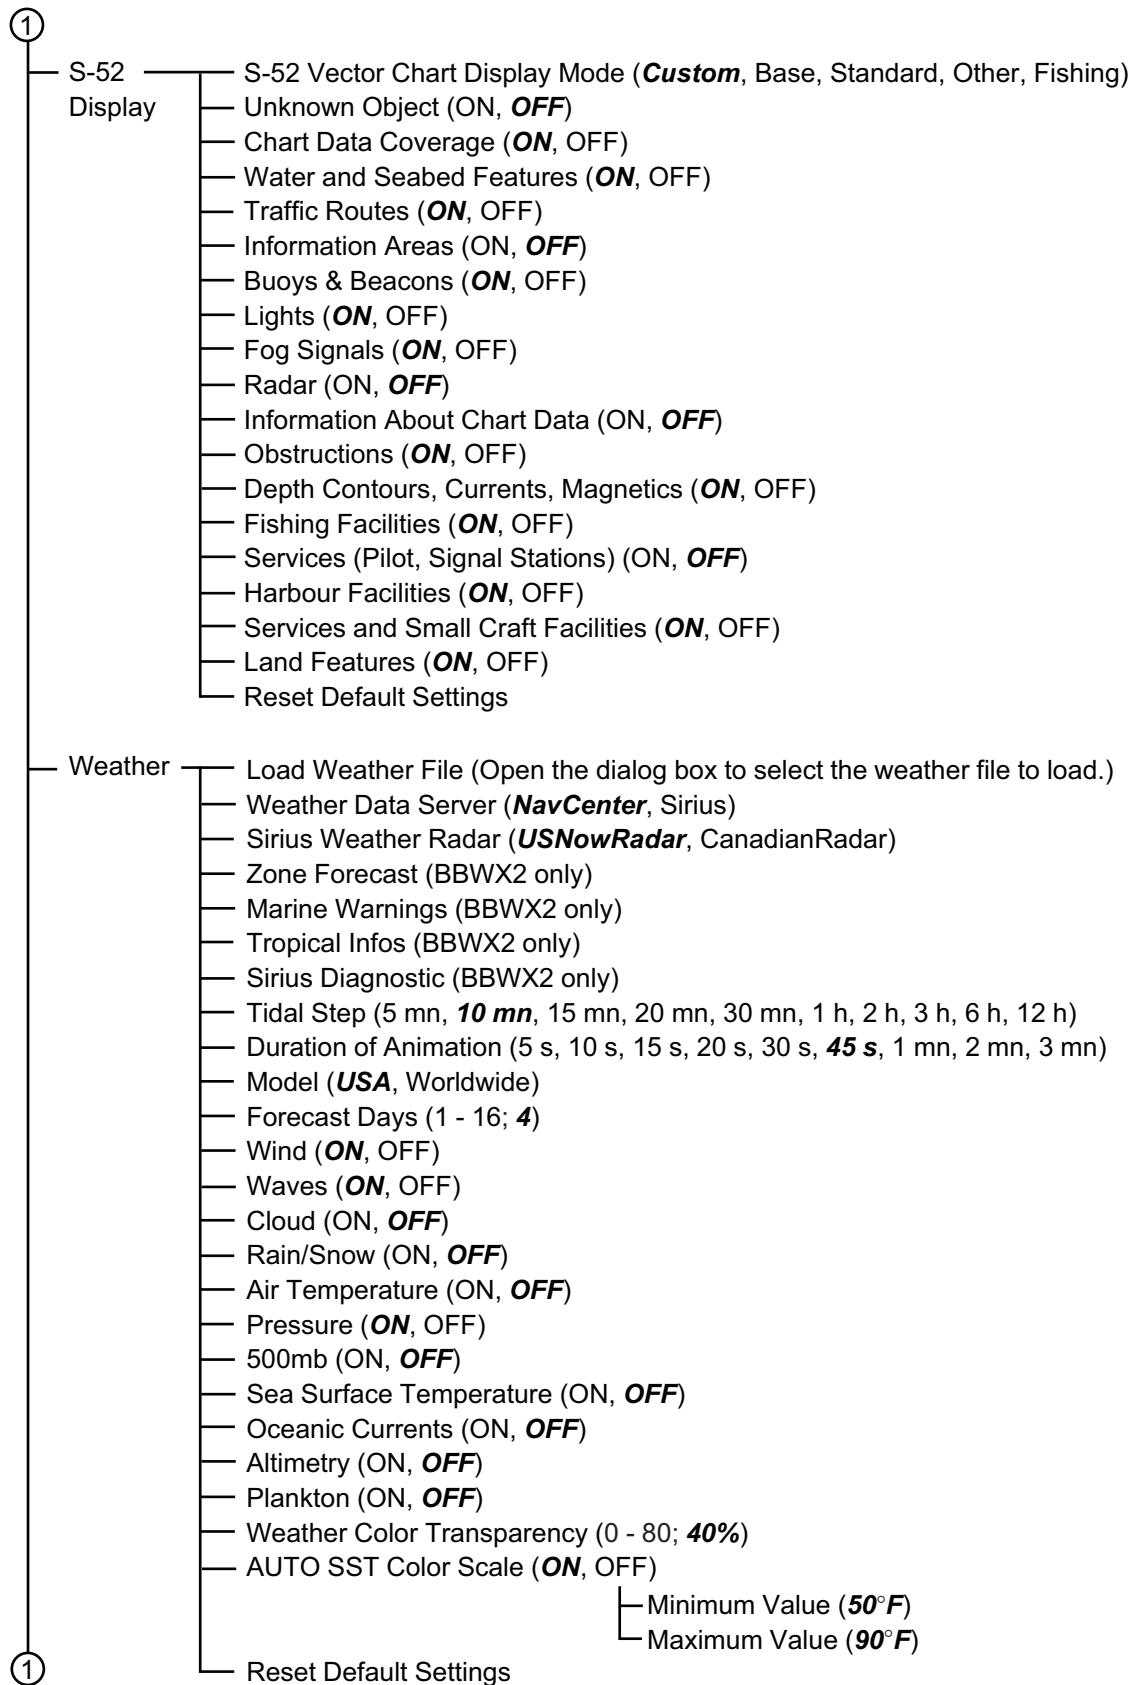 1
S-52 Display
S-52 Vector Chart Display Mode (Custom, Base, Standard, Other, Fishing)
Unknown Object (ON, OFF)
Chart Data Coverage (ON, OFF)
Water and Seabed Features (ON, OFF)
Traffic Routes (ON, OFF)
Information Areas (ON, OFF)
Buoys & Beacons (ON, OFF)
Lights (ON, OFF)
Fog Signals (ON, OFF)
Radar (ON, OFF)
Information About Chart Data (ON, OFF)
Obstructions (ON, OFF)
Depth Contours, Currents, Magnetics (ON, OFF)
Fishing Facilities (ON, OFF)
Services (Pilot, Signal Stations) (ON, OFF)
Harbour Facilities (ON, OFF)
Services and Small Craft Facilities (ON, OFF)
Land Features (ON, OFF)
Reset Default Settings
Weather
Load Weather File (Open the dialog box to select the weather file to load.)
Weather Data Server (NavCenter, Sirius)
Sirius Weather Radar (USNowRadar, CanadianRadar)
Zone Forecast (BBWX2 only)
Marine Warnings (BBWX2 only)
Tropical Infos (BBWX2 only)
Sirius Diagnostic (BBWX2 only)
Tidal Step (5 mn, 10 mn, 15 mn, 20 mn, 30 mn, 1 h, 2 h, 3 h, 6 h, 12 h)
Duration of Animation (5 s, 10 s, 15 s, 20 s, 30 s, 45 s, 1 mn, 2 mn, 3 mn)
Model (USA, Worldwide)
Forecast Days (1 - 16; 4)
Wind (ON, OFF)
Waves (ON, OFF)
Cloud (ON, OFF)
Rain/Snow (ON, OFF)
Air Temperature (ON, OFF)
Pressure (ON, OFF)
500mb (ON, OFF)
Sea Surface Temperature (ON, OFF)
Oceanic Currents (ON, OFF)
Altimetry (ON, OFF)
Plankton (ON, OFF)
Weather Color Transparency (0 - 80; 40%)
AUTO SST Color Scale (ON, OFF)
Minimum Value (50°F)
Maximum Value (90°F)
Reset Default Settings
1